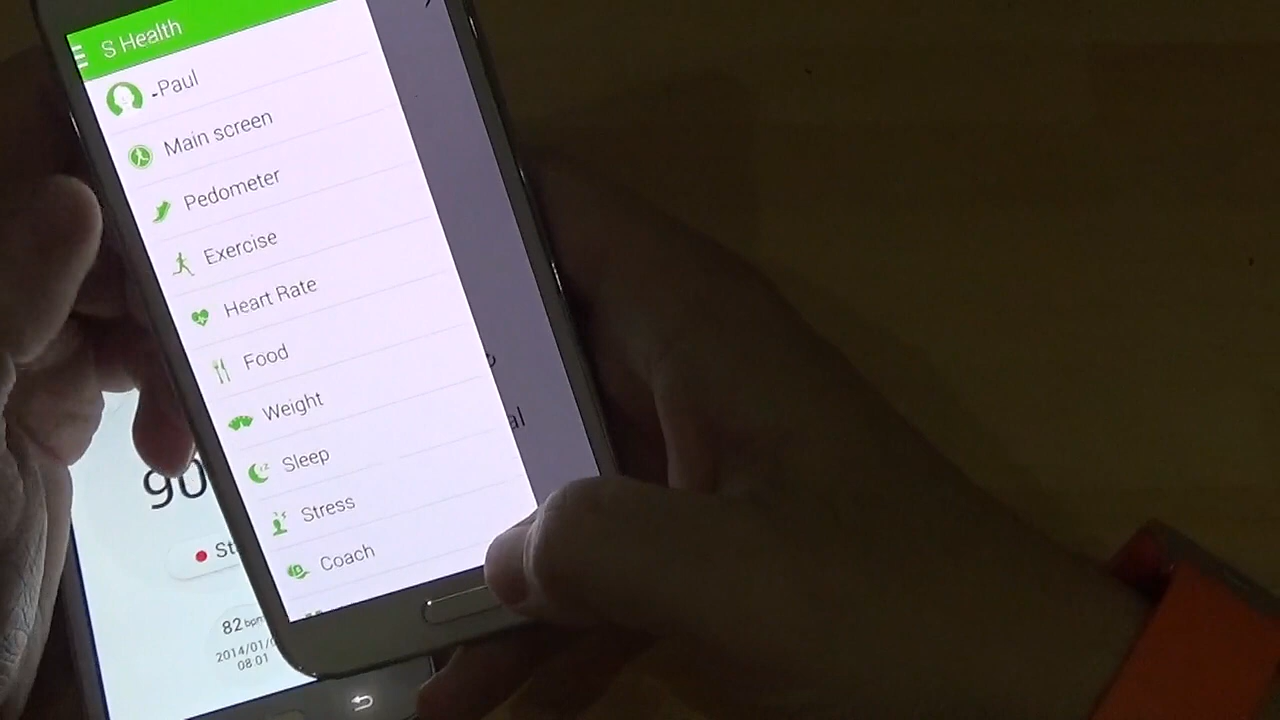 S Health
-Paul
Main screen
Pedometer
Exercise
Heart Rate
Food
Weight
Sleep
Stress
Coach
al
90
St
82 bpm
2014/01/
08:01